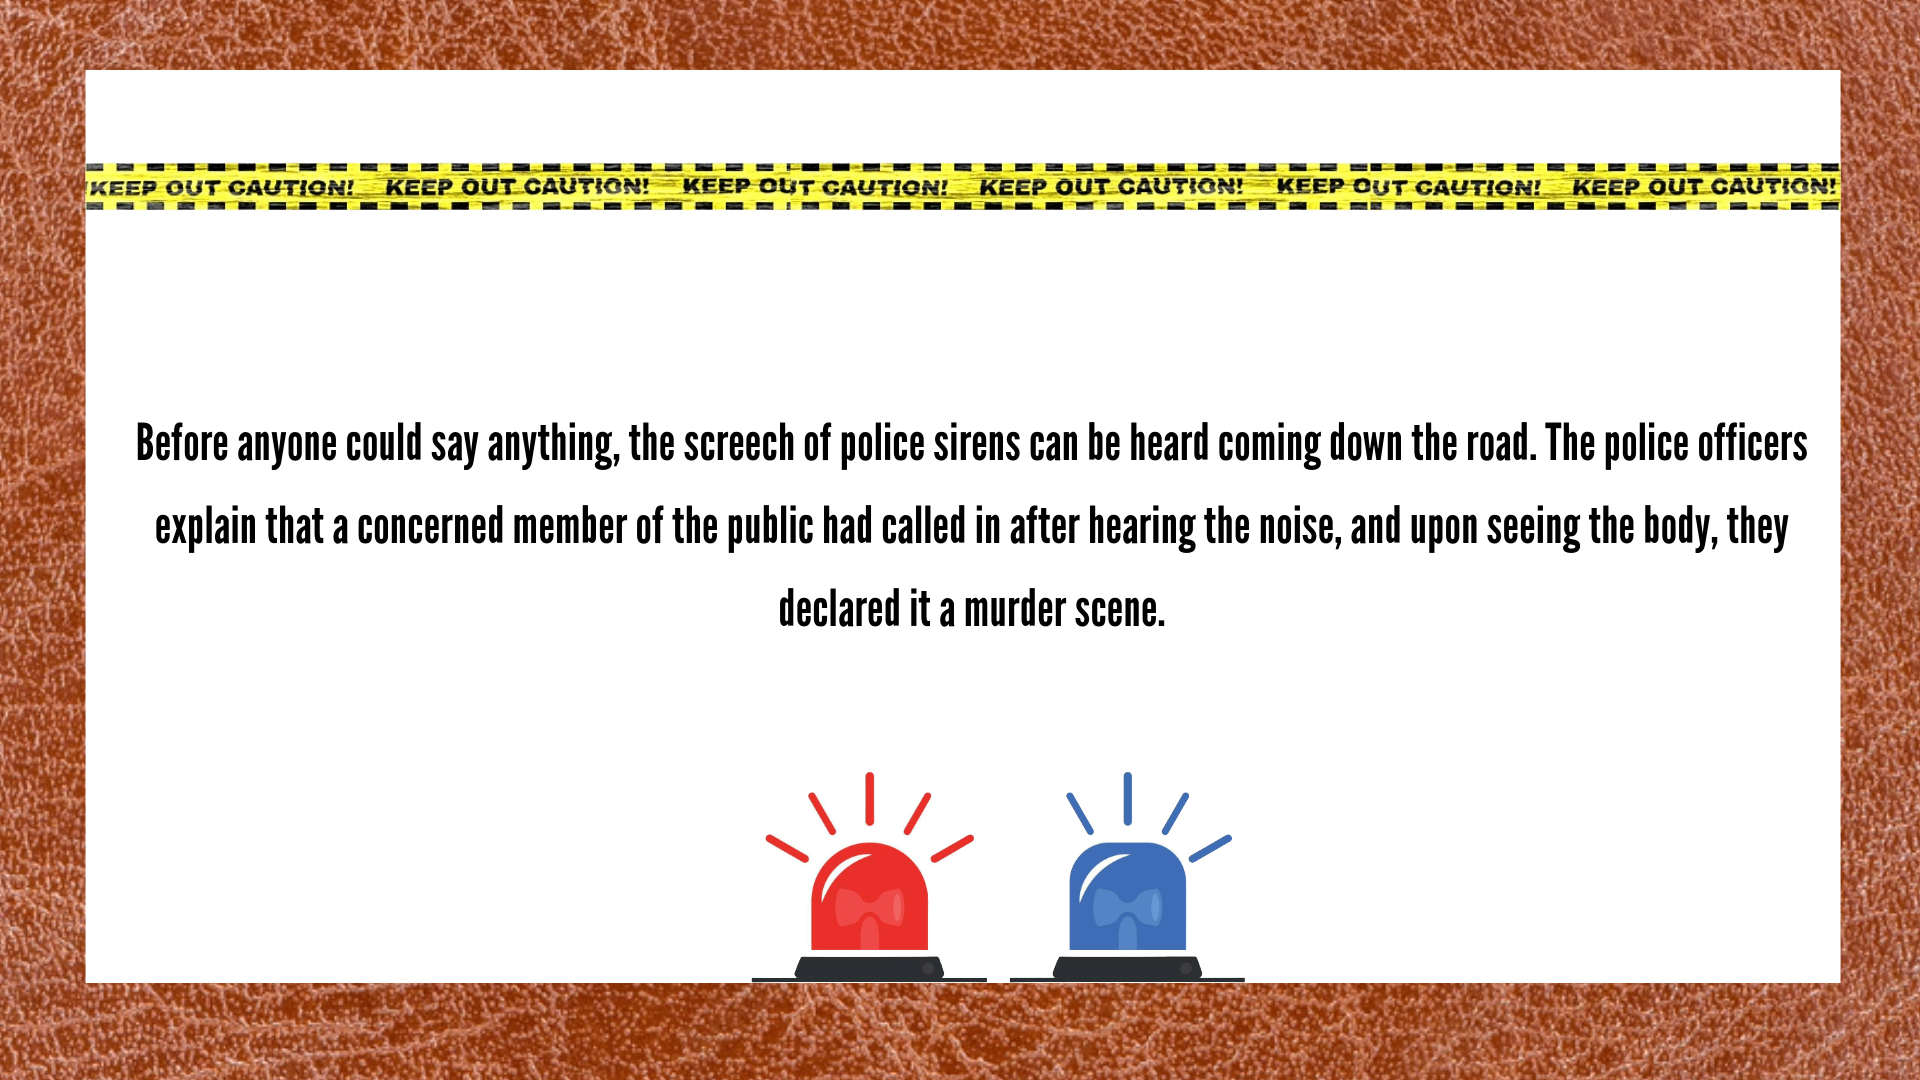 KEEP OUT CAUTION! KEEP OUT CAUTION! KEEP OUT CAUTION! KEEP OUT CAUTION! KEEP OUT CAUTION! KEEP OUT CAUTION!
Before anyone could say anything, the screech of police sirens can be heard coming down the road. The police officers
explain that a concerned member of the public had called in after hearing the noise, and upon seeing the body, they
declared it a murder scene.